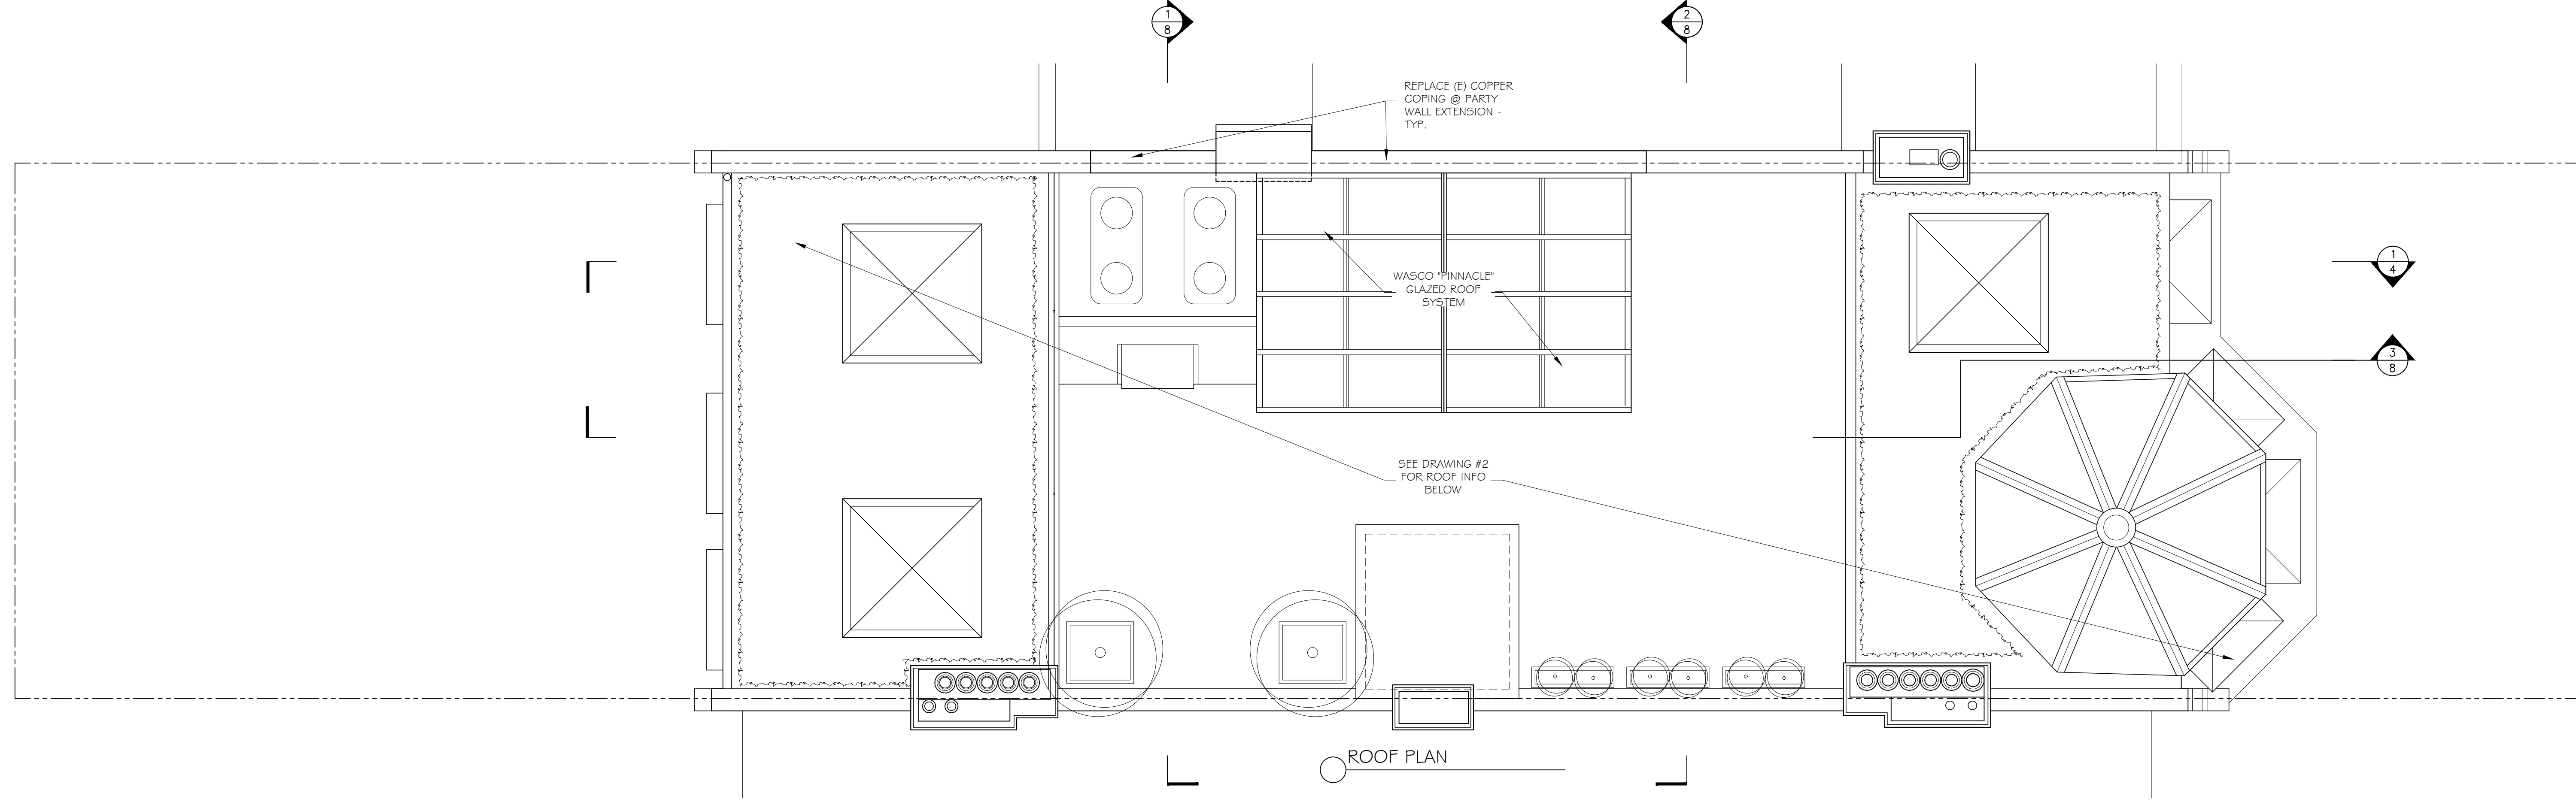 1
8
2
8
REPLACE (E) COPPER
COPING @ PARTY
WALL EXTENSION -
TYP.
1
4
WASCO "PINNACLE"
GLAZED ROOF
SYSTEM
3
8
SEE DRAWING #2
FOR ROOF INFO
BELOW
ROOF PLAN